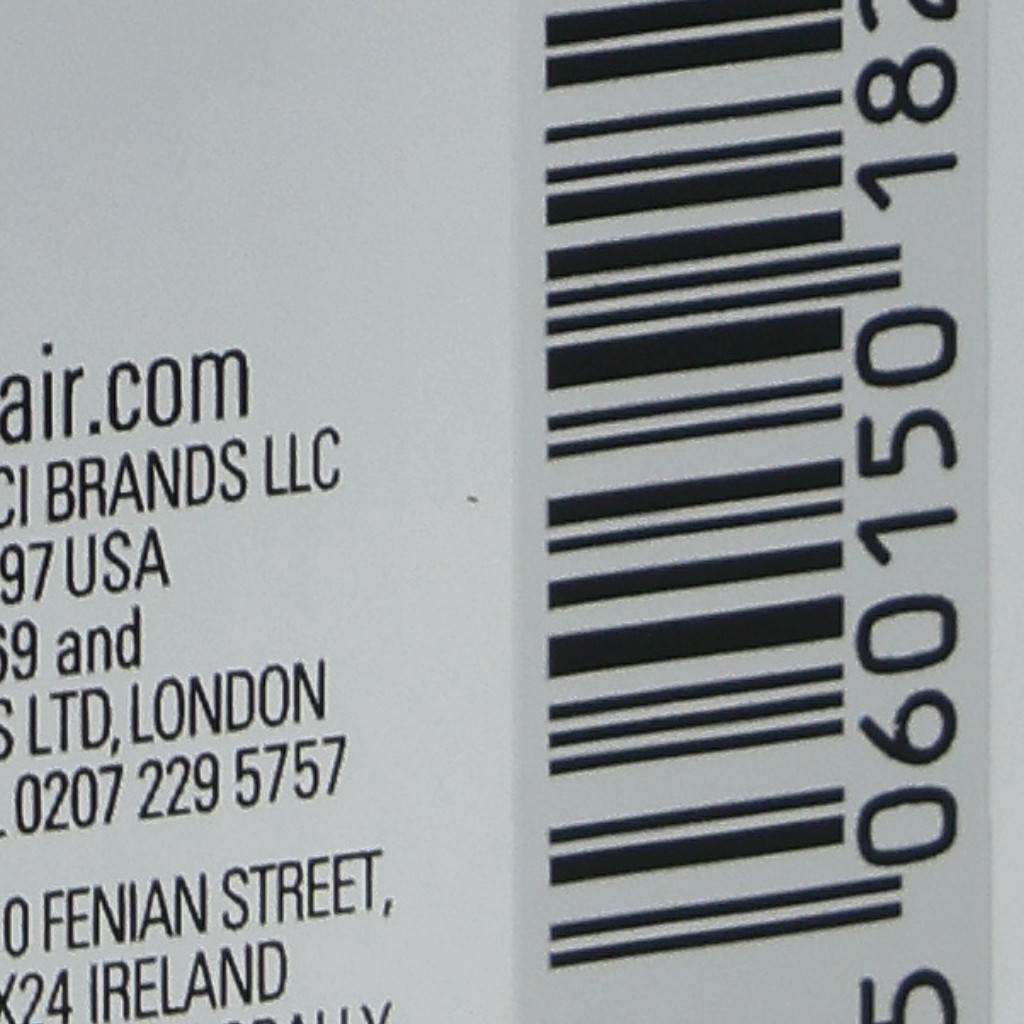 air.com
CI BRANDS LLC
97 USA
69 and
S LTD, LONDON
0207 229 5757
0 FENIAN STREET,
X24 IRELAND
5 060150 182